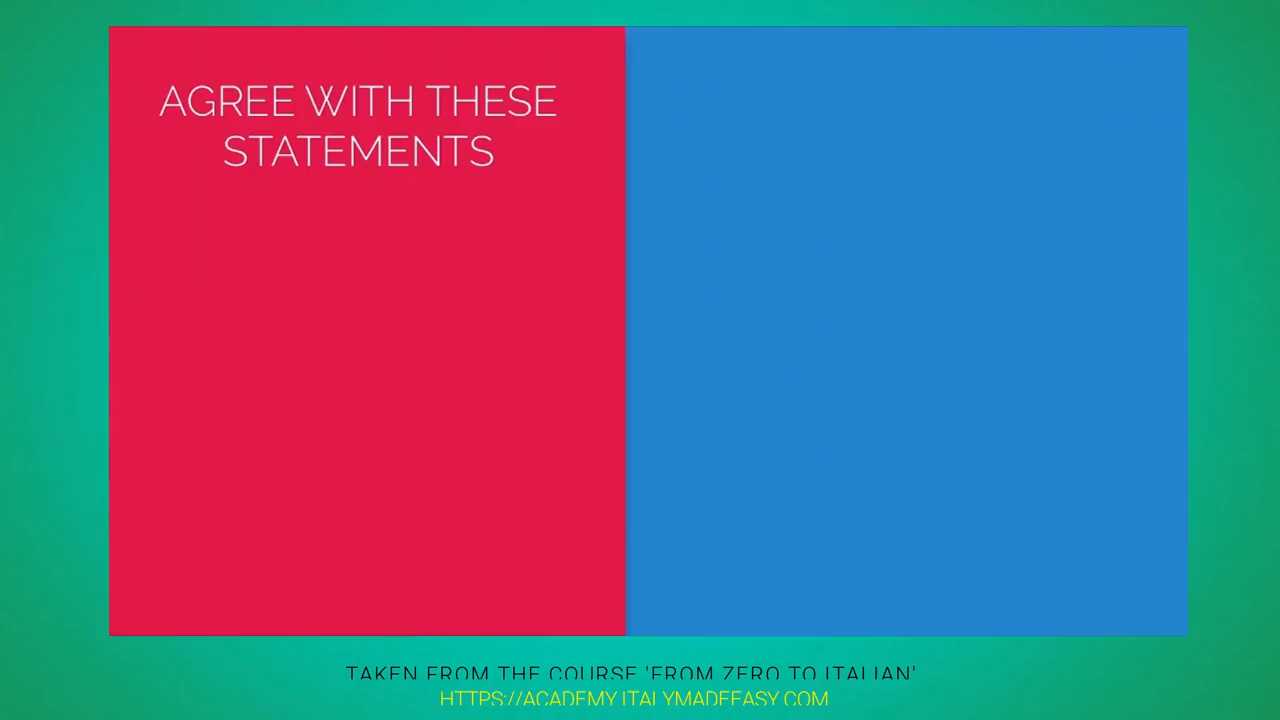 AGREE WITH THESE
STATEMENTS
TAKEN FROM THE COURSE 'FROM ZERO TO ITALIAN'
HTTPS://ACADEMY.ITALYMADEEASY.COM